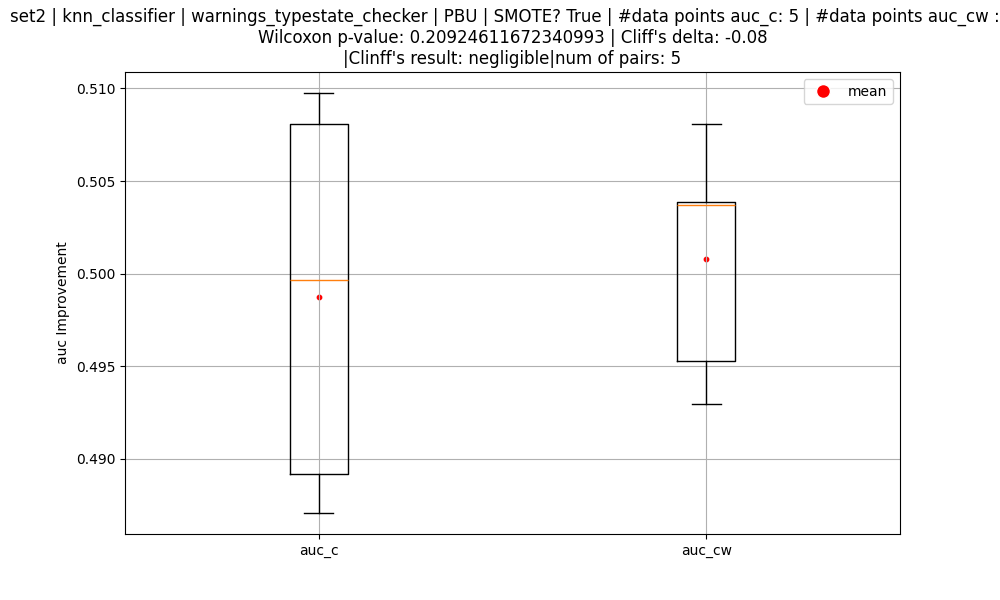 set2 | knn_classifier | warnings_typestate_checker | PBU | SMOTE? True | #data points auc_c: 5 | #data points auc_cw :
Wilcoxon p-value: 0.20924611672340993 | Cliff's delta: -0.08
|Clinff's result: negligible|num of pairs: 5
mean
0.510
0.505
0.500
0.495
0.490
auc Improvement
auc_c
auc_cw